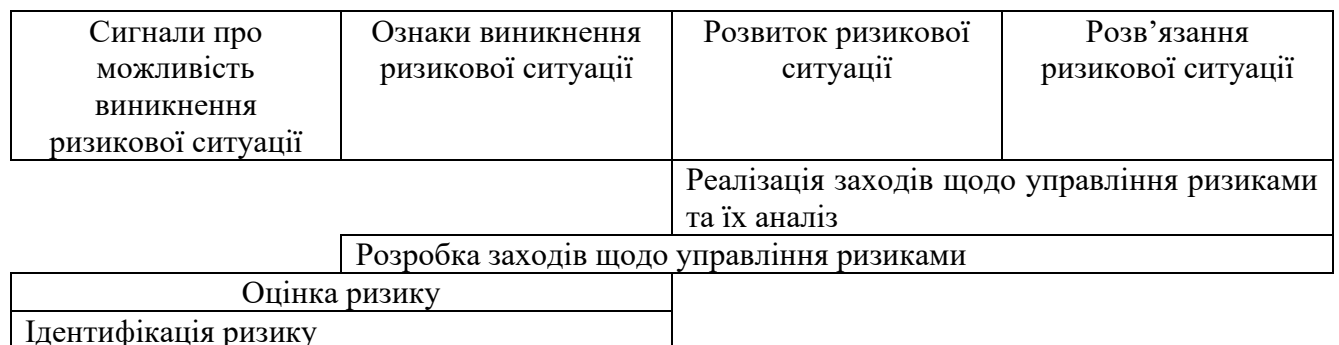 Сигнали про
можливість
виникнення
ризикової ситуації
Ознаки виникнення
ризикової ситуації
Розвиток ризикової
ситуації
Розв’язання
ризикової ситуації
Реалізація заходів щодо управління ризиками
та їх аналіз
Розробка заходів щодо управління ризиками
Оцінка ризику
Ідентифікація ризику